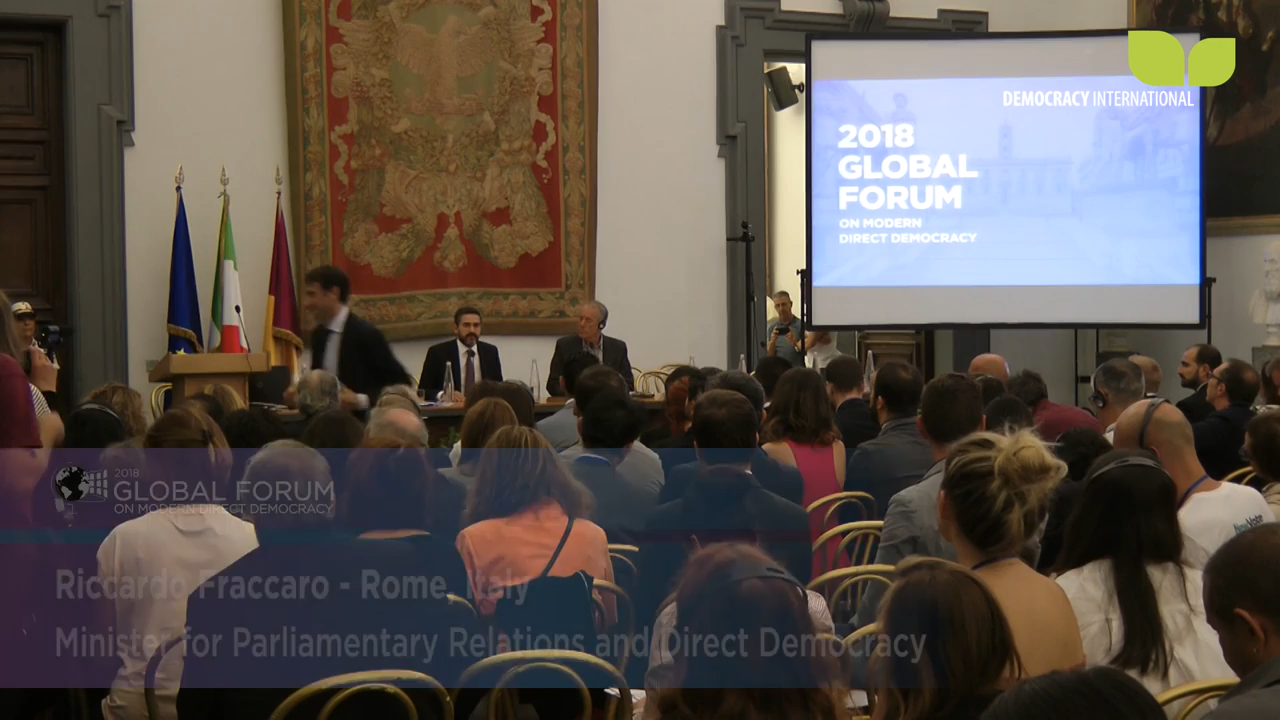 DEMOCRACY INTERNATIONAL
2018
GLOBAL
FORUM
ON MODERN
DIRECT DEMOCRACY
2018
GLOBAL FORUM
ON MODERN DIRECT DEMOCRACY
Riccardo Fraccaro - Rome, Italy
Minister for Parliamentary Relations and Direct Democracy